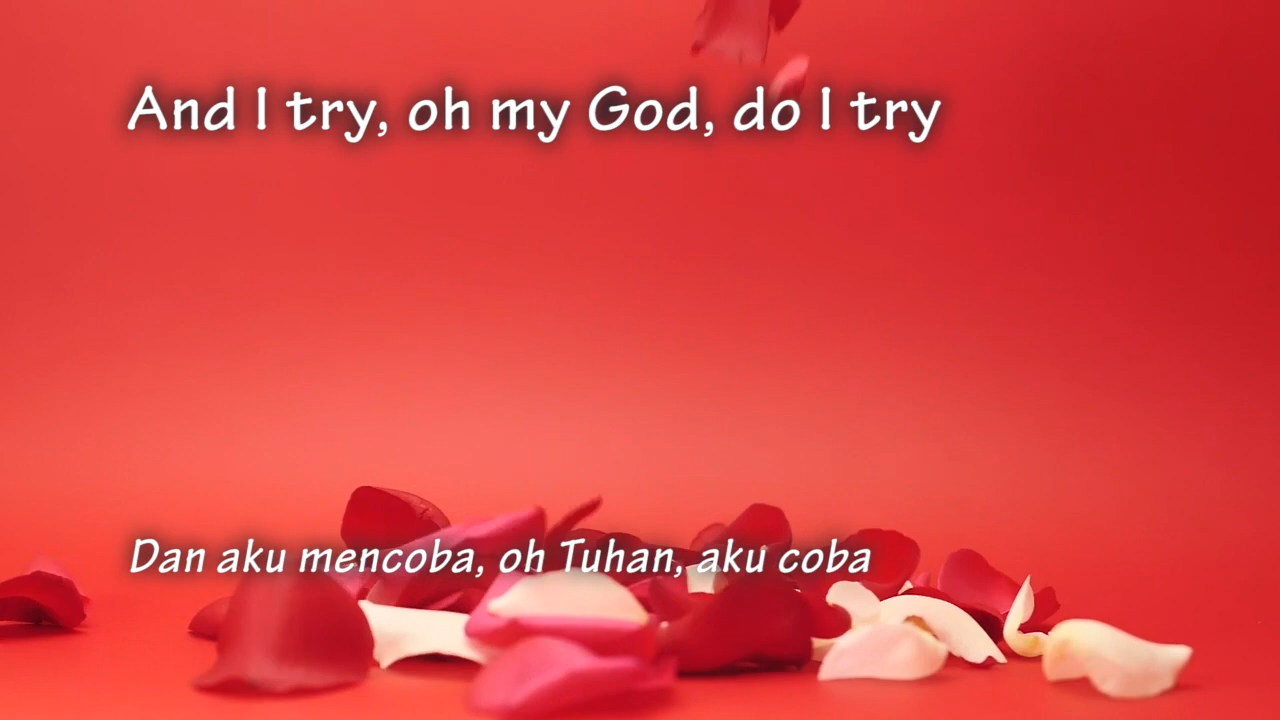 And I try, oh my God, do I try
Dan aku mencoba, oh Tuhan, aku coba